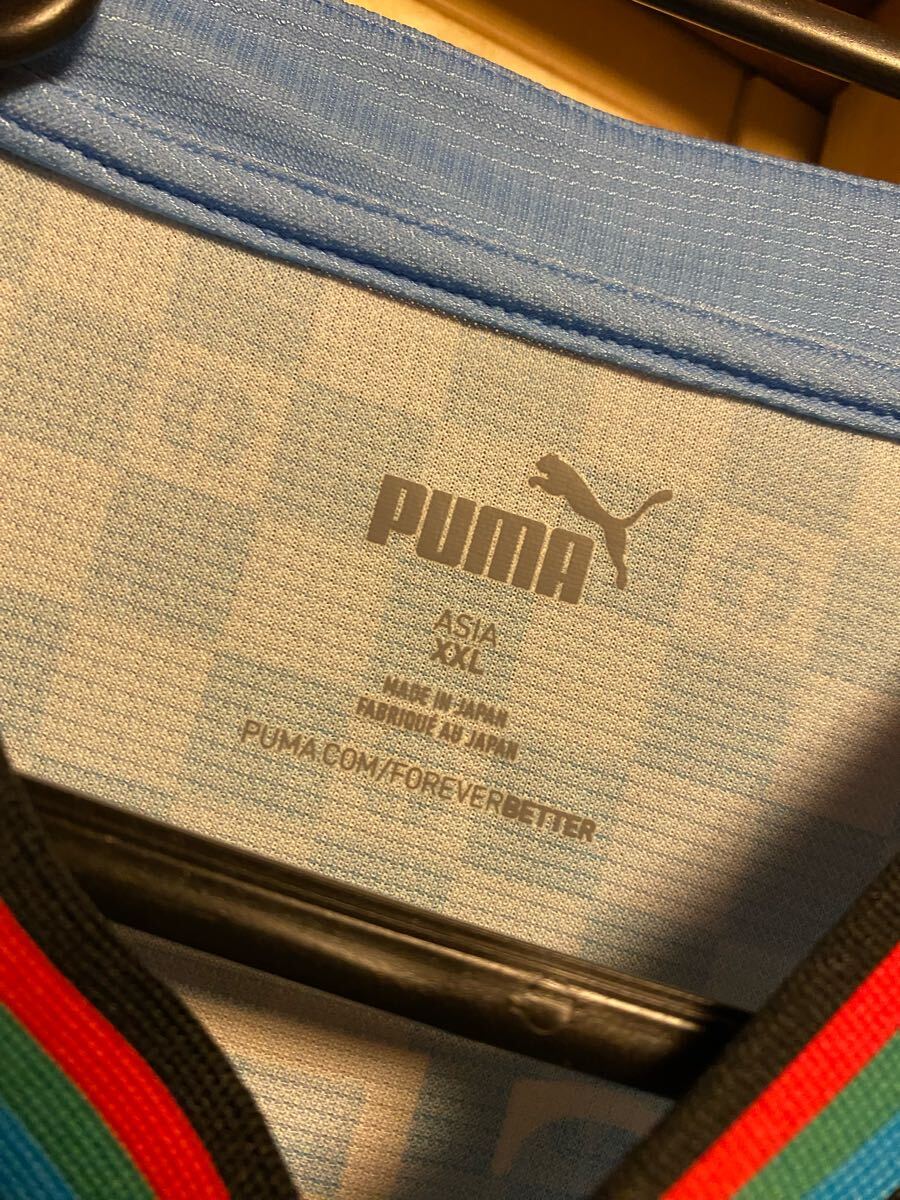 PUMA
ASIA
XXL
MADE IN JAPAN
FABRIQUÉ AU JAPAN
PUMA.COM/FOREVERBETTER